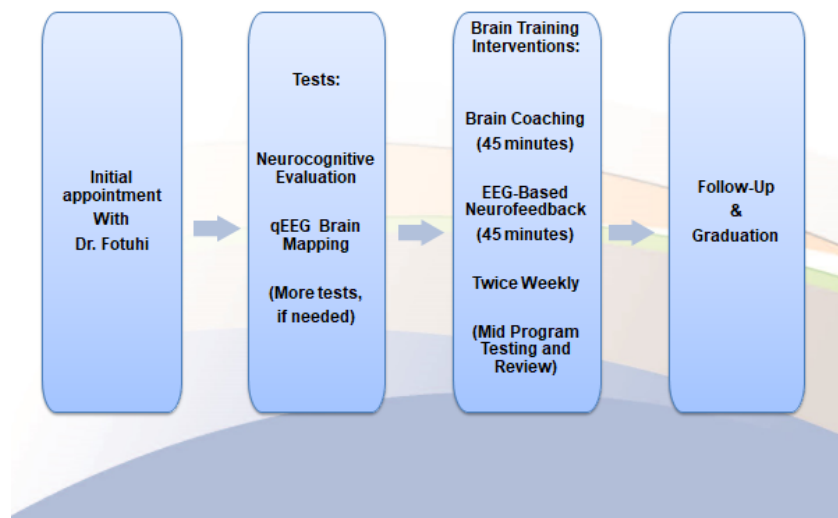 Initial
appointment
With
Dr. Fotuhi
Tests:
Neurocognitive
Evaluation
qEEG Brain
Mapping
(More tests,
if needed)
Brain Training
Interventions:
Brain Coaching
(45 minutes)
EEG-Based
Neurofeedback
(45 minutes)
Twice Weekly
(Mid Program
Testing and
Review)
Follow-Up
&
Graduation